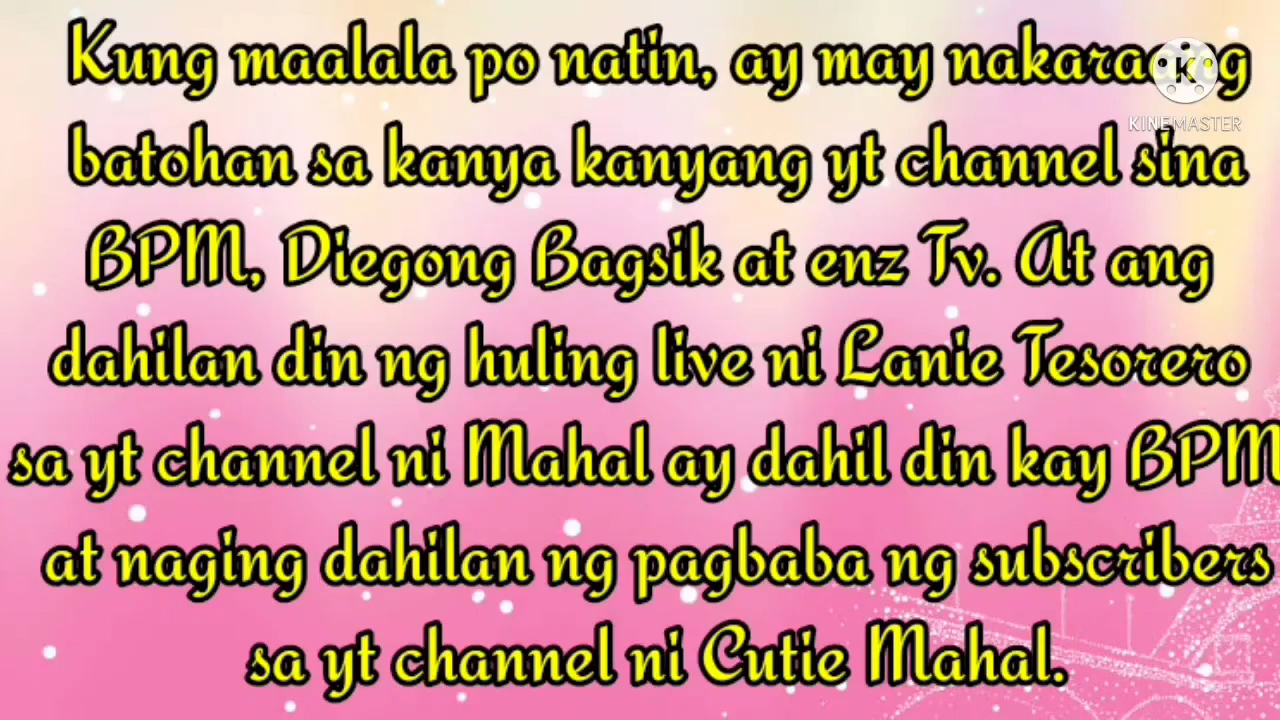 Kung maalala po natin, ay may nakaraang
KINEMASTER
batohan sa kanya kanyang yt channel sina
BPM, Diegong Bagsik at enz Tv. At ang
dahilan din ng huling live ni Lanie Tesorero
sa yt channel ni Mahal ay dahil din kay BPM
at naging dahilan ng pagbaba ng subscribers
sa yt channel ni Cutie Mahal.